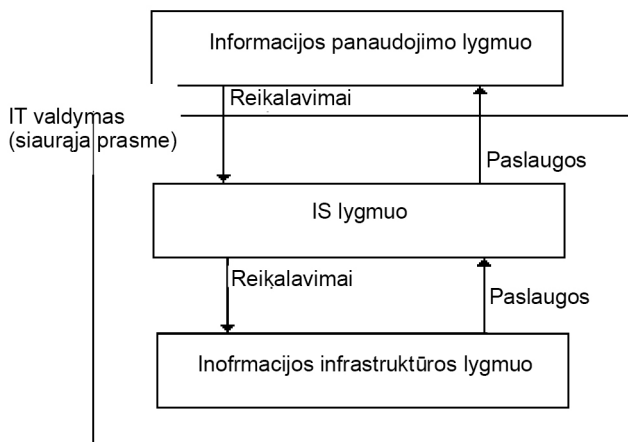 Informacijos panaudojimo lygmuo
Reikalavimai
IT valdymas
(siaurąja prasme)
Paslaugos
IS lygmuo
Reikalavimai
Paslaugos
Inofrmacijos infrastruktūros lygmuo